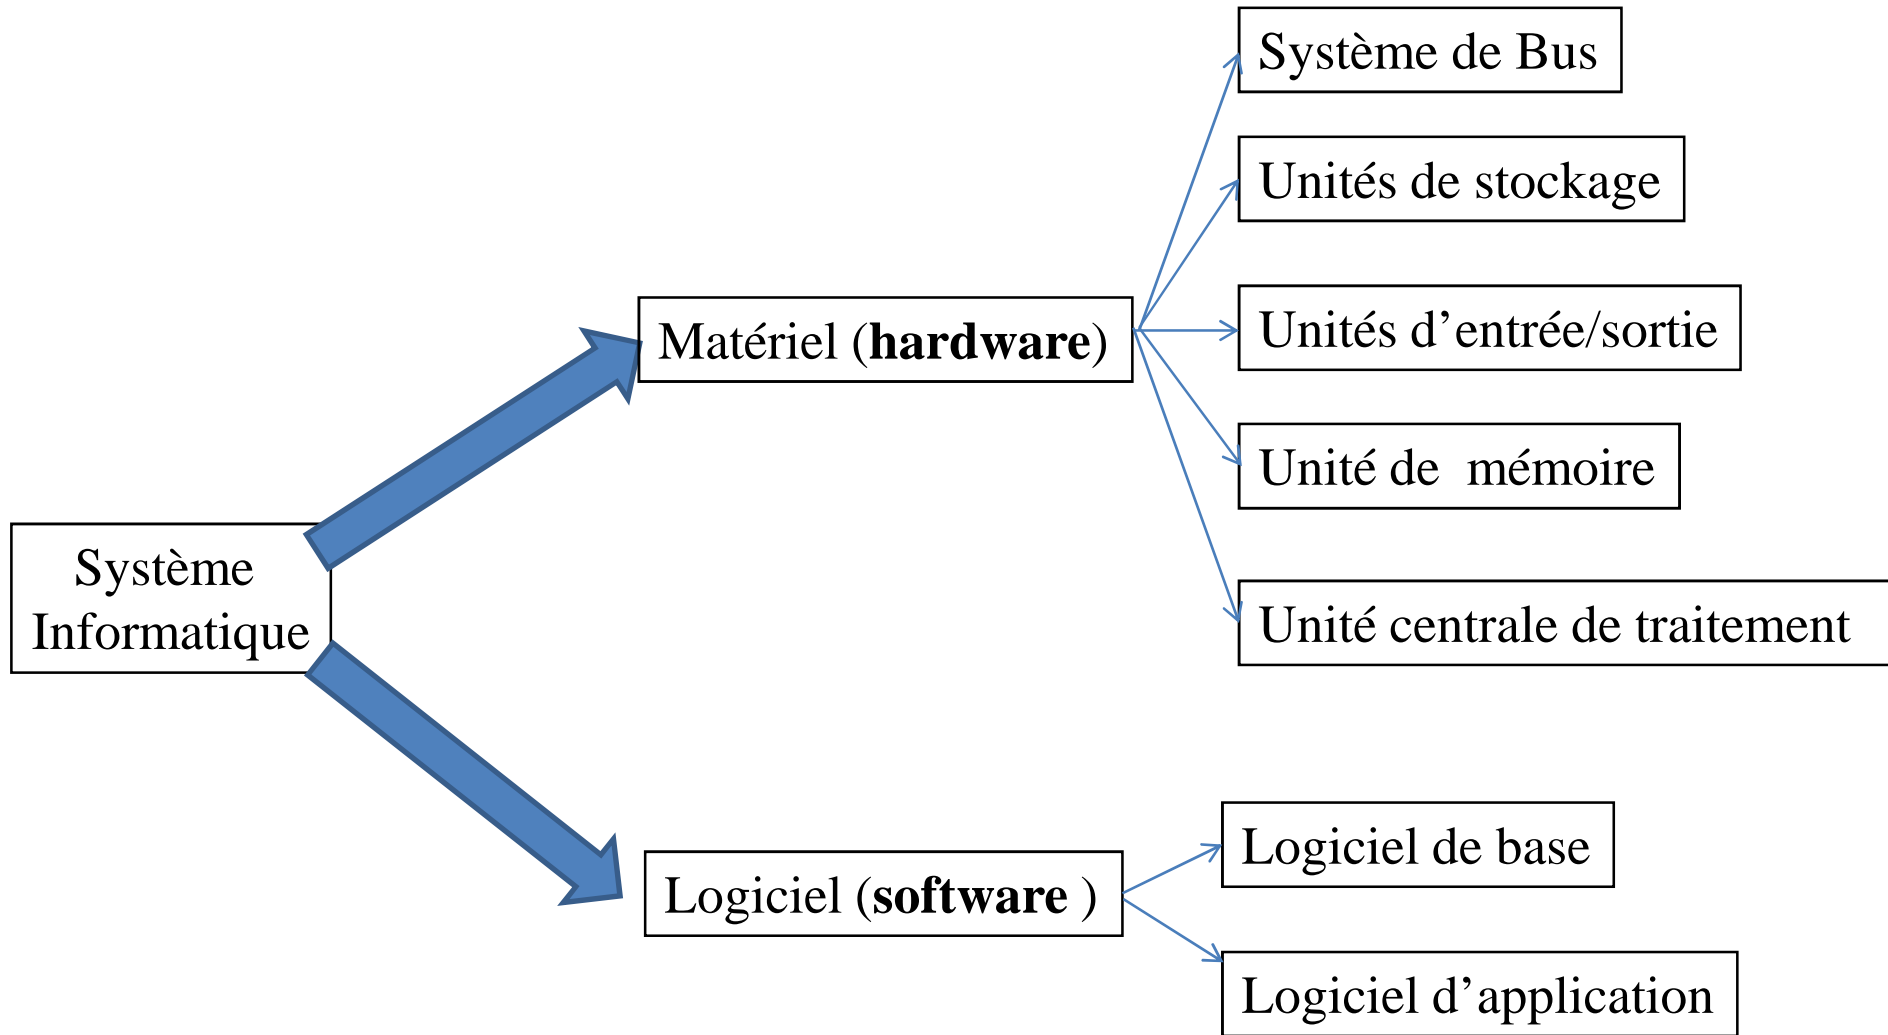 Système de Bus
Unités de stockage
Matériel (hardware)
Unités d’entrée/sortie
Unité de  mémoire
Système
Informatique
Unité centrale de traitement
Logiciel de base
Logiciel (software )
Logiciel d’application